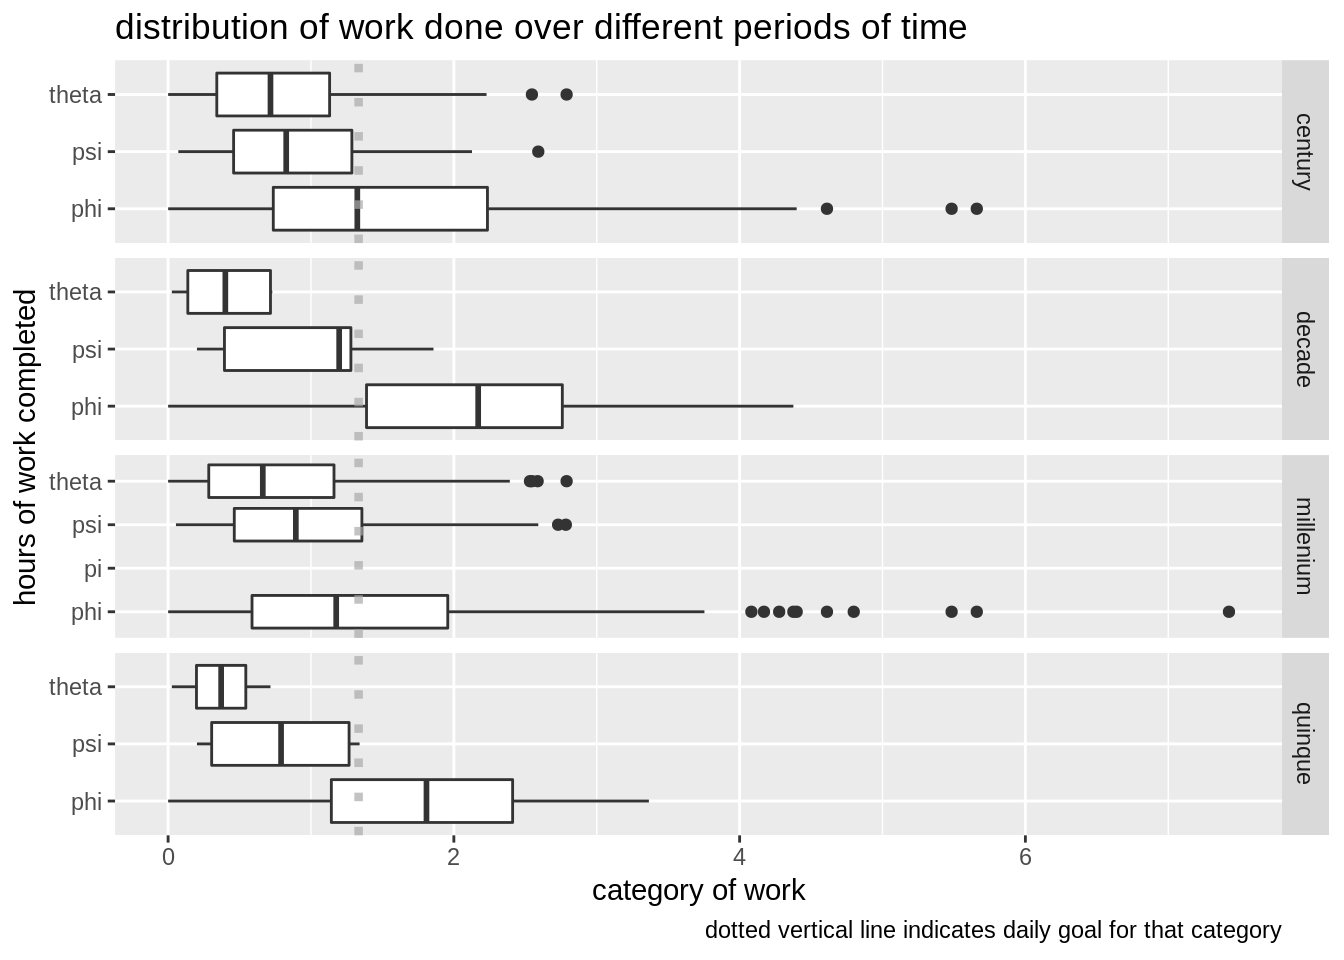 distribution of work done over different periods of time
theta
psi
phi
century
theta
psi
phi
decade
theta
psi
pi
phi
millenium
theta
psi
phi
quinque
hours of work completed
0 2 4 6
category of work
dotted vertical line indicates daily goal for that category